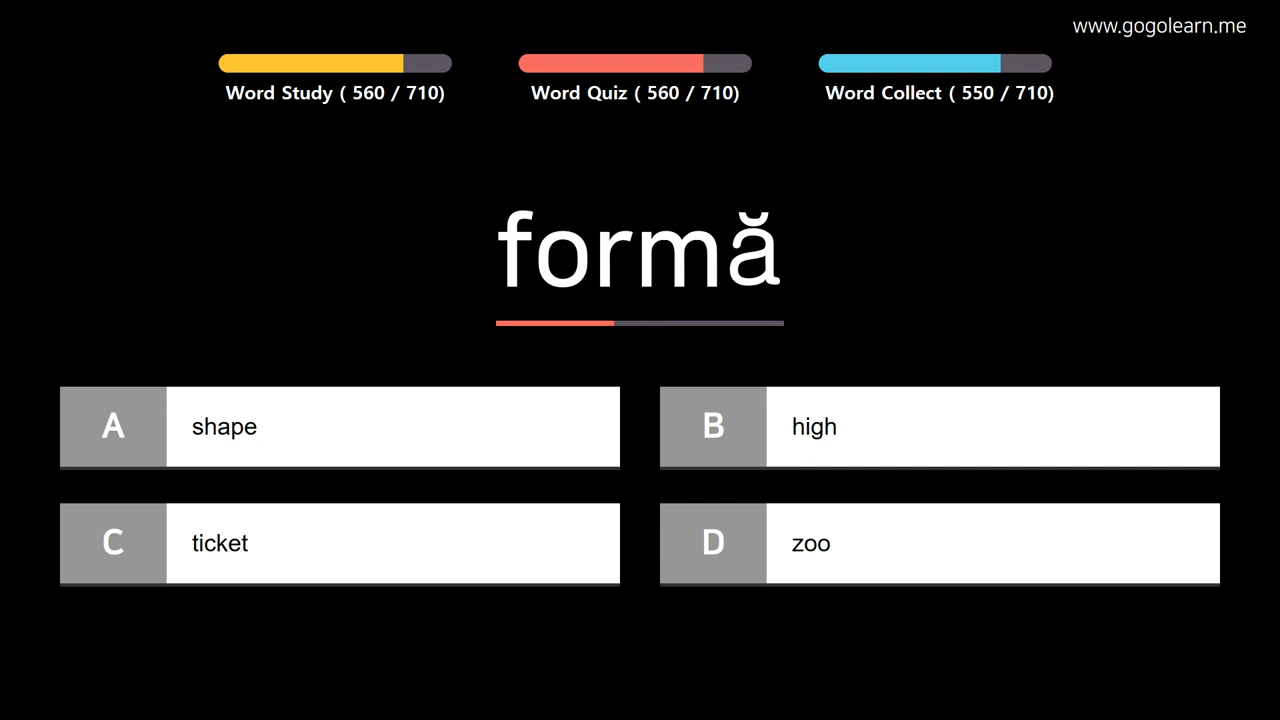 www.gogolearn.me
Word Study ( 560 / 710)
Word Quiz ( 560 / 710)
Word Collect ( 550 / 710)
formă
A shape
B high
C ticket
D zoo